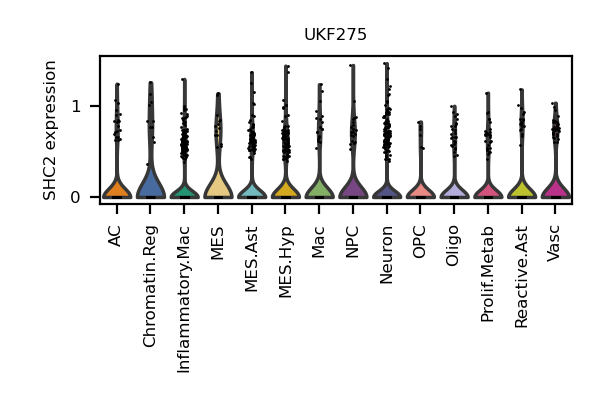 UKF275
SHC2 expression
1
0
AC
Chromatin.Reg
Inflammatory.Mac
MES
MES.Ast
MES.Hyp
Mac
NPC
Neuron
OPC
Oligo
Prolif.Metab
Reactive.Ast
Vasc